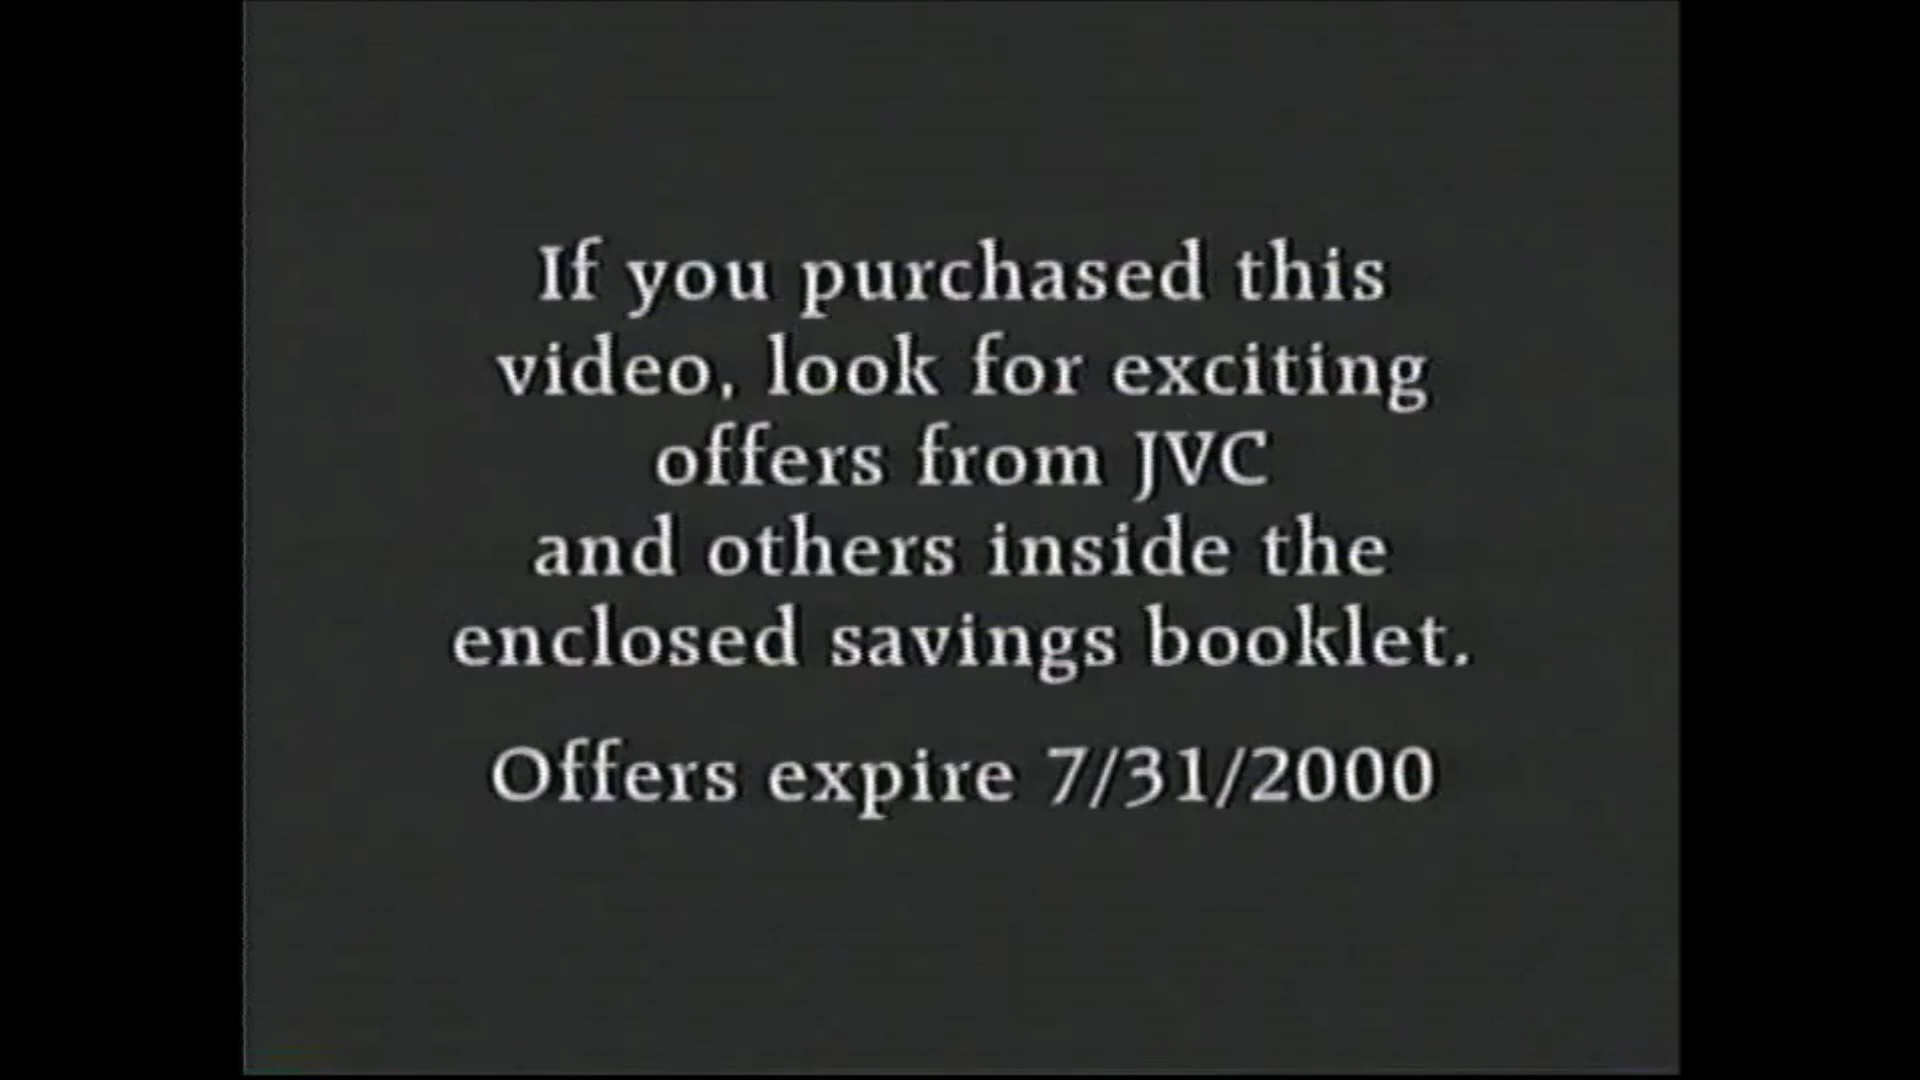 If you purchased this
video, look for exciting
offers from JVC
and others inside the
enclosed savings booklet.
Offers expire 7/31/2000